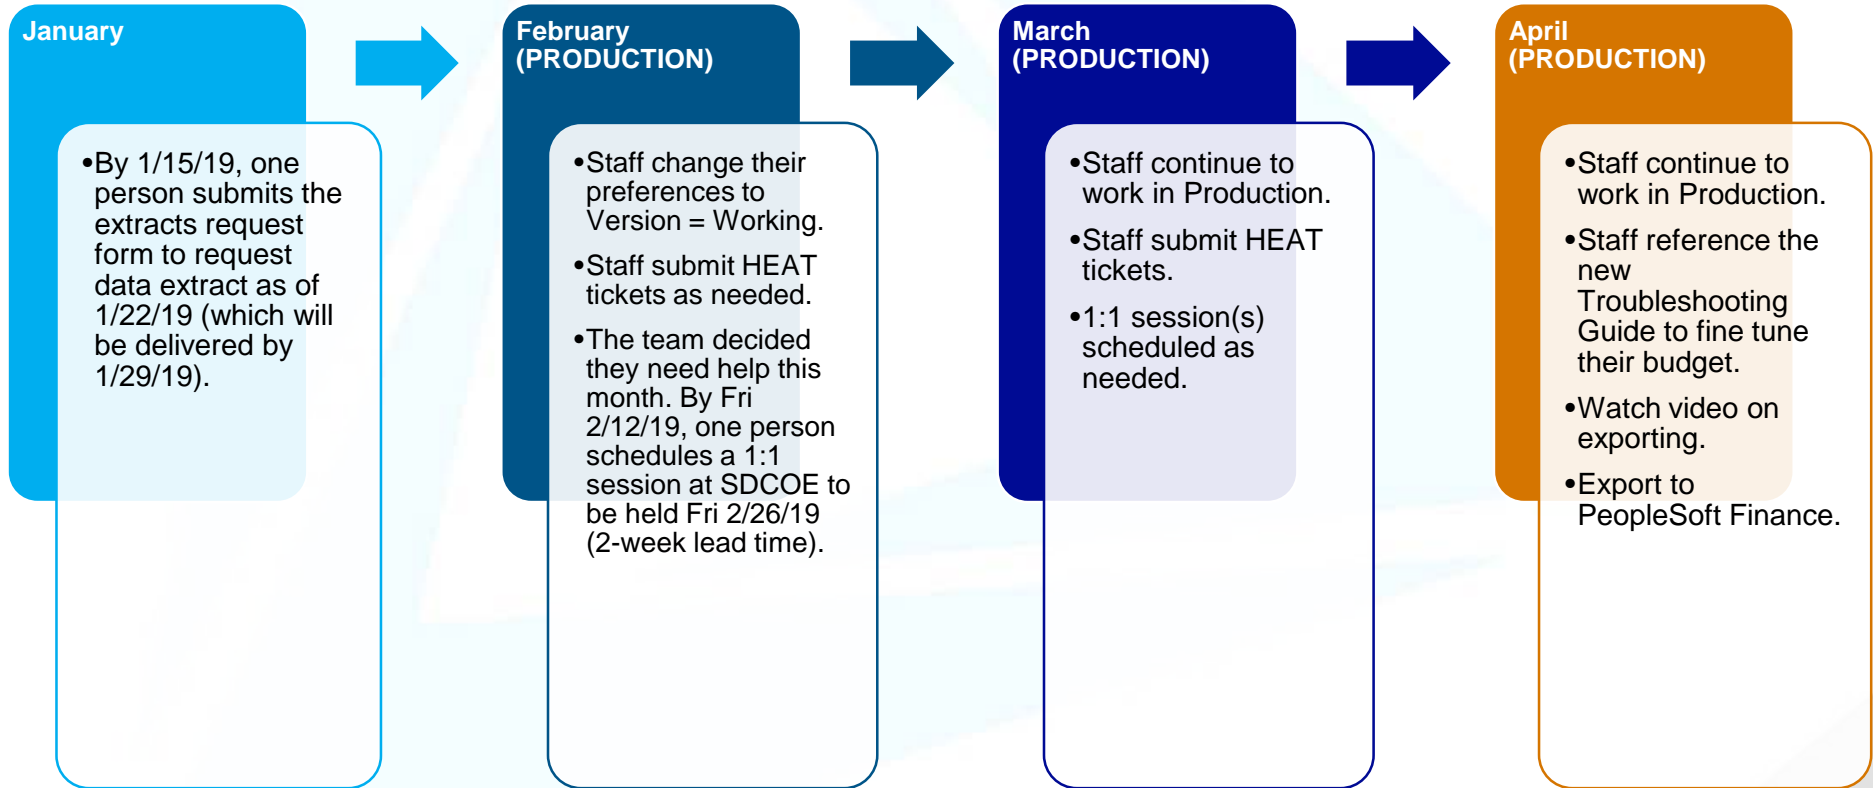 January
•By 1/15/19, one
person submits the
extracts request
form to request
data extract as of
1/22/19 (which will
be delivered by
1/29/19).
February
(PRODUCTION)
•Staff change their
preferences to
Version = Working.
•Staff submit HEAT
tickets as needed.
•The team decided
they need help this
month. By Fri
2/12/19, one person
schedules a 1:1
session at SDCOE to
be held Fri 2/26/19
(2-week lead time).
March
(PRODUCTION)
•Staff continue to
work in Production.
•Staff submit HEAT
tickets.
•1:1 session(s)
scheduled as
needed.
April
(PRODUCTION)
•Staff continue to
work in Production.
•Staff reference the
new
Troubleshooting
Guide to fine tune
their budget.
•Watch video on
exporting.
•Export to
PeopleSoft Finance.